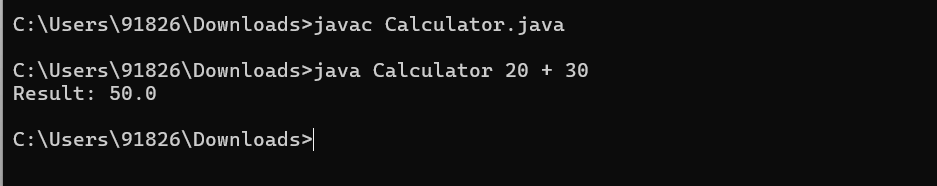 C:\Users\91826\Downloads>javac Calculator.java
C:\Users\91826\Downloads>java Calculator 20 + 30
Result: 50.0
C:\Users\91826\Downloads>